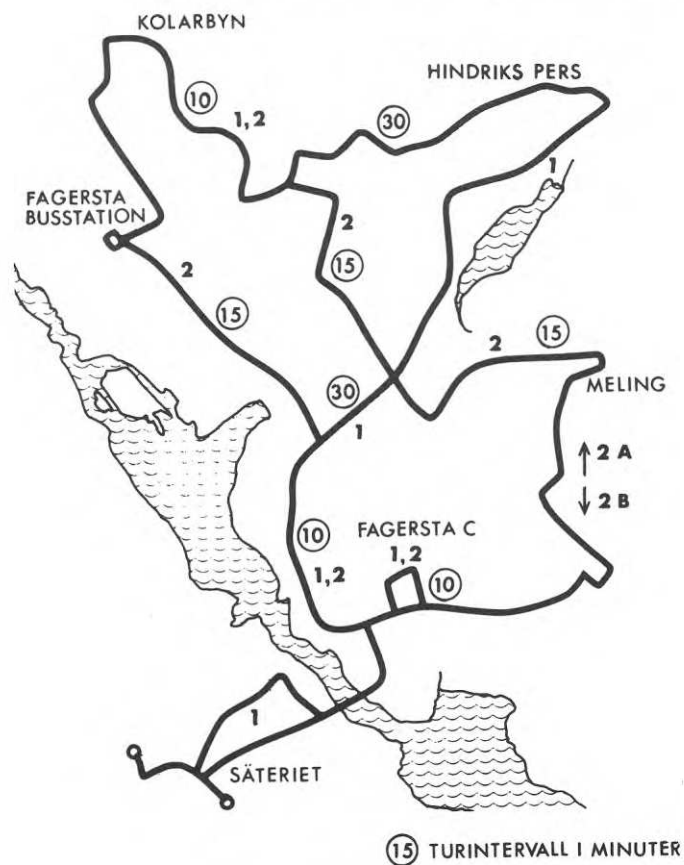 KOLARBYN
10
1,2
HINDRIKS PERS
30
1
FAGERSTA
BUSSTATION
2
15
2
15
2
15
MELING
30
1
2 A
2 B
10
1,2
FAGERSTA C
1,2
10
1
SÄTERIET
15 TURINTERVALL I MINUTER